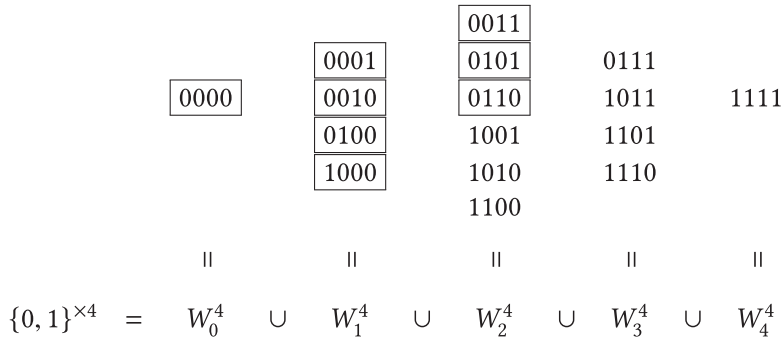 0011
0001 0101 0111
0000 0010 0110 1011 1111
0100 1001 1101
1000 1010 1110
1100
= = = = =
{0, 1}^{×4} = W_0^4 ∪ W_1^4 ∪ W_2^4 ∪ W_3^4 ∪ W_4^4